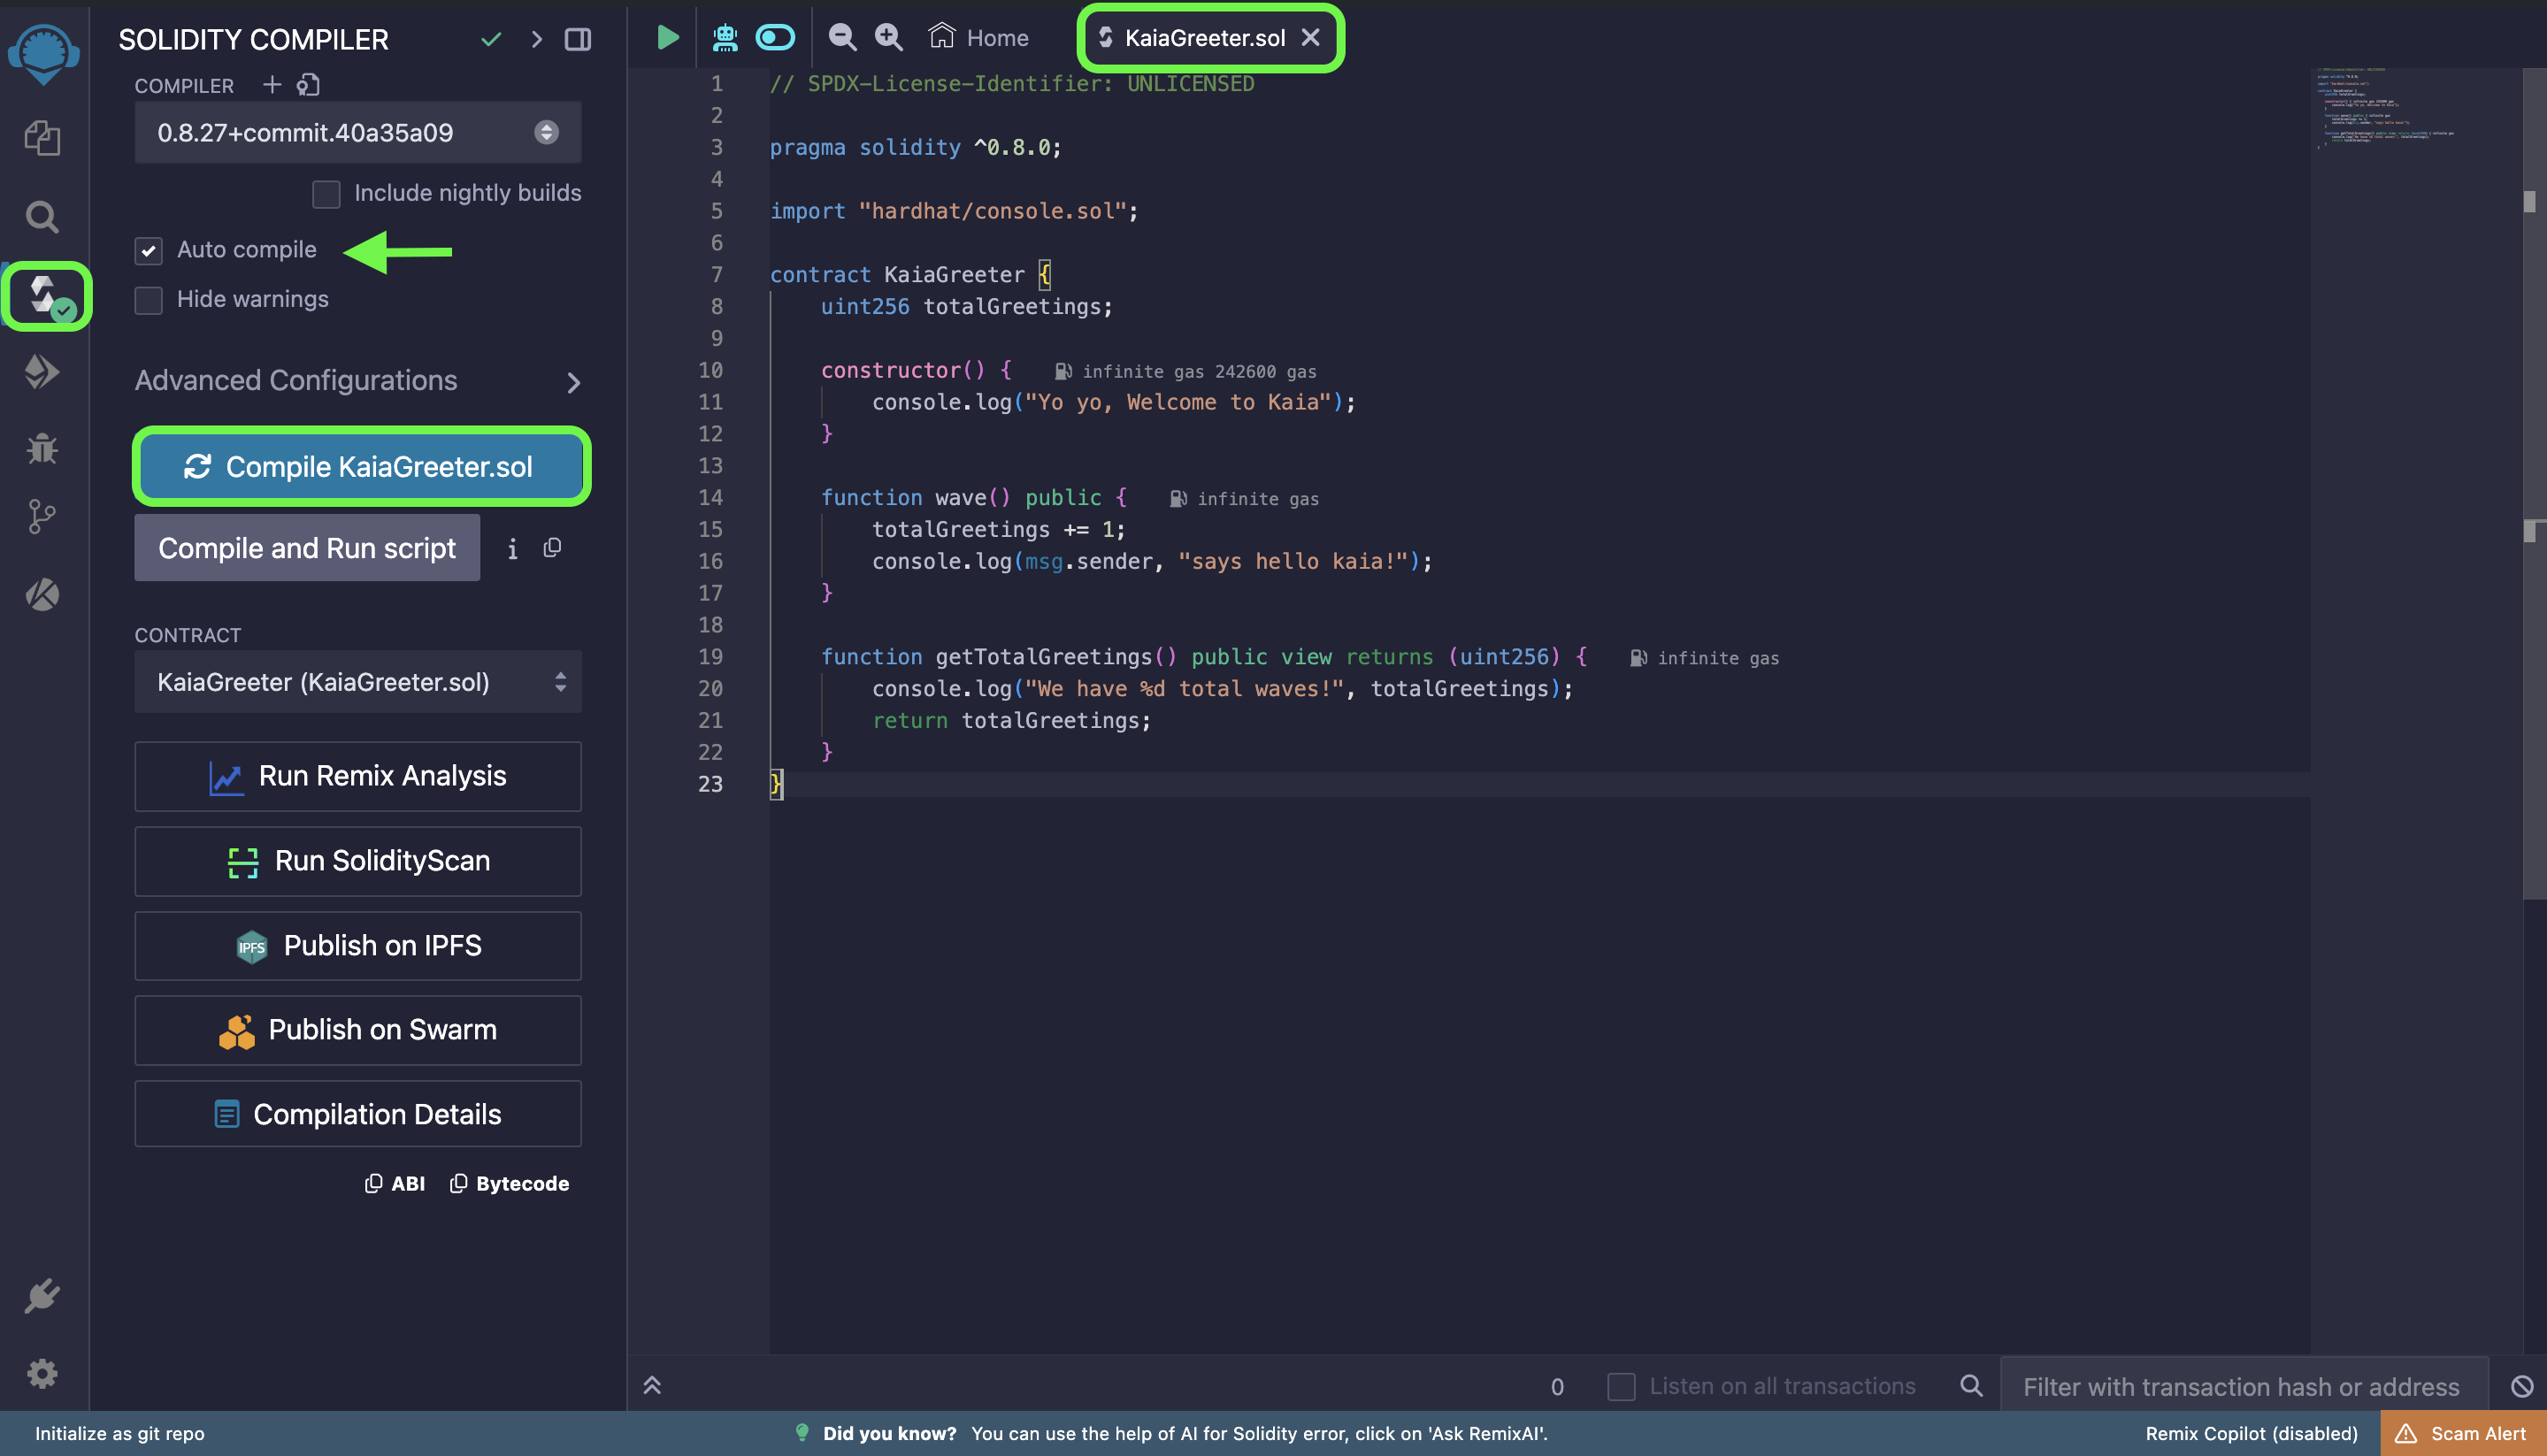 SOLIDITY COMPILER
COMPILER
0.8.27+commit.40a35a09
Include nightly builds
Auto compile
Hide warnings
Advanced Configurations
Compile KaiaGreeter.sol
Compile and Run script
CONTRACT
KaiaGreeter (KaiaGreeter.sol)
Run Remix Analysis
Run SolidityScan
IPFS Publish on IPFS
Publish on Swarm
Compilation Details
ABI Bytecode
Home KaiaGreeter.sol
1 // SPDX-License-Identifier: UNLICENSED
2
3 pragma solidity ^0.8.0;
4
5 import "hardhat/console.sol";
6
7 contract KaiaGreeter {
8 uint256 totalGreetings;
9
10 constructor() { infinite gas 242600 gas
11 console.log("Yo yo, Welcome to Kaia");
12 }
13
14 function wave() public { infinite gas
15 totalGreetings += 1;
16 console.log(msg.sender, "says hello kaia!");
17 }
18
19 function getTotalGreetings() public view returns (uint256) { infinite gas
20 console.log("We have %d total waves!", totalGreetings);
21 return totalGreetings;
22 }
23 }
0 Listen on all transactions Filter with transaction hash or address
Initialize as git repo Did you know? You can use the help of AI for Solidity error, click on 'Ask RemixAI'. Remix Copilot (disabled) Scam Alert